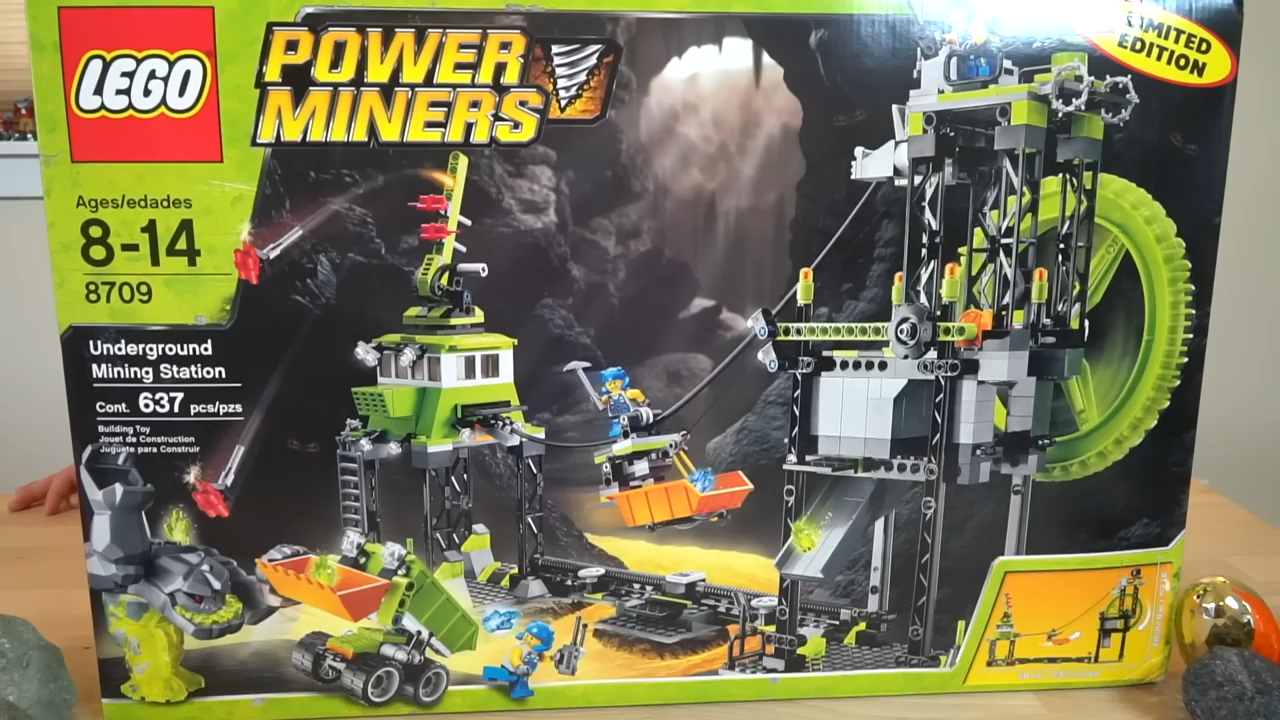 LEGO
POWER
MINERS
LIMITED
EDITION
Ages/edades
8-14
8709
Underground
Mining Station
Cont. 637 pcs/pzs
Building Toy
Jouet de Construction
Juguete para Construir